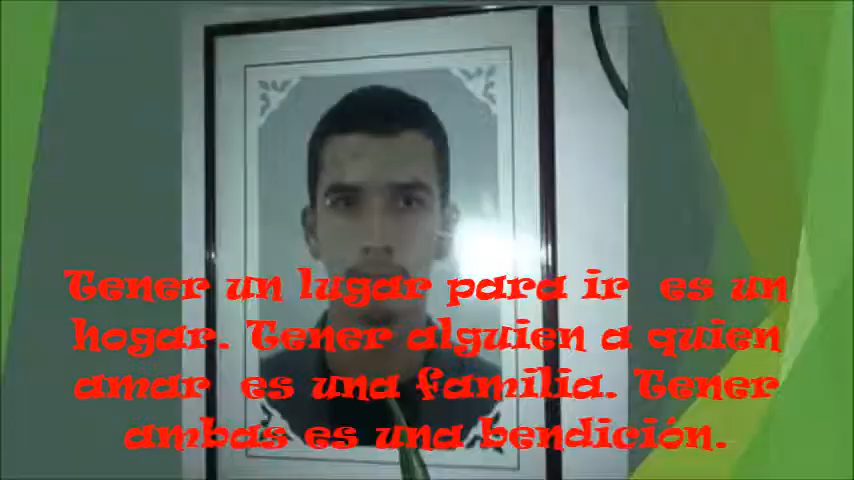 Tener un lugar para ir es un
hogar. Tener alguien a quien
amar es una familia. Tener
ambas es una bendición.